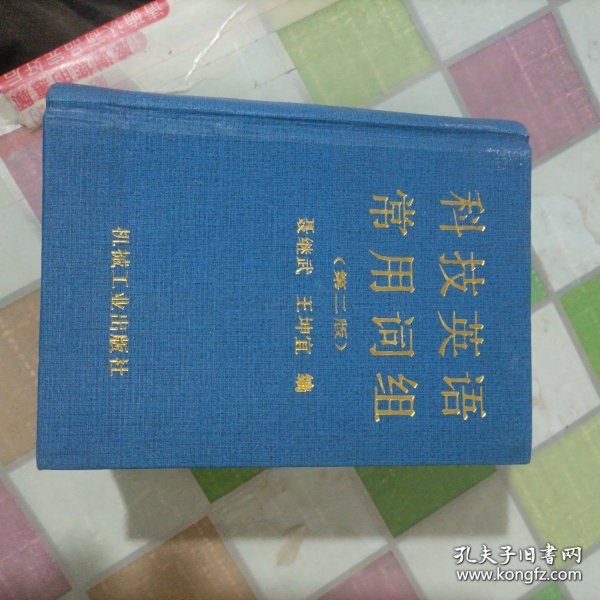 科技英语
常用词组
(第二版)
聂继武 王坤宜 编
机械工业出版社
孔夫子旧书网
www.kongfz.com